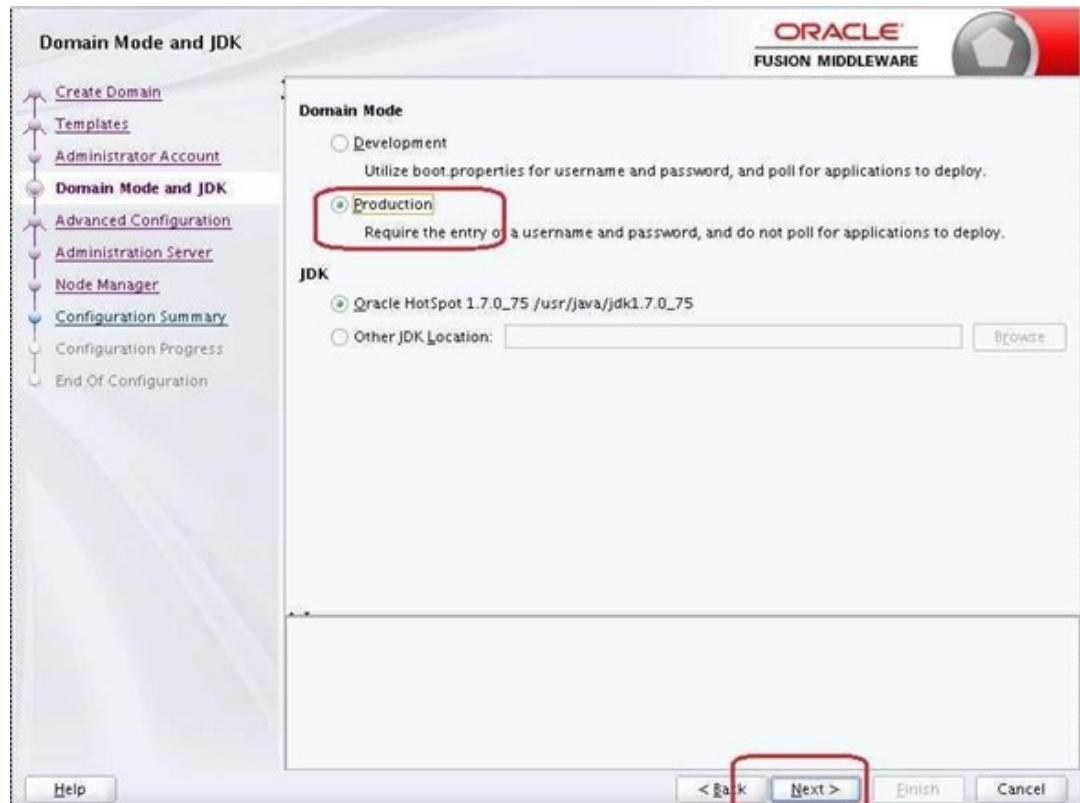 Domain Mode and JDK
ORACLE
FUSION MIDDLEWARE
Create Domain
Templates
Administrator Account
Domain Mode and JDK
Advanced Configuration
Administration Server
Node Manager
Configuration Summary
Configuration Progress
End Of Configuration
Domain Mode
Development
Utilize boot.properties for username and password, and poll for applications to deploy.
Production
Require the entry of a username and password, and do not poll for applications to deploy.
JDK
Oracle HotSpot 1.7.0_75 /usr/java/jdk1.7.0_75
Other JDK Location:
Browse
Help
< Back
Next >
Finish
Cancel